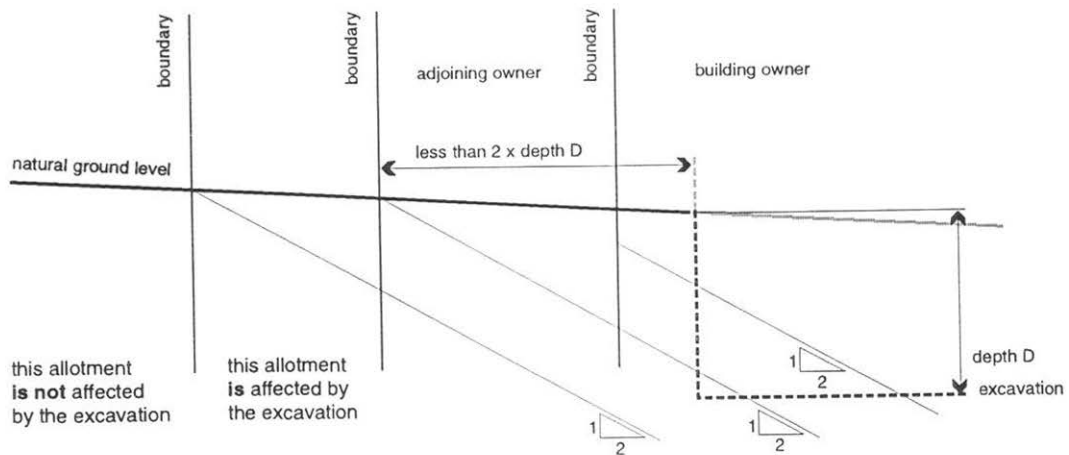 boundary
boundary
boundary
adjoining owner
building owner
less than 2 x depth D
natural ground level
this allotment
is not affected
by the excavation
this allotment
is affected by
the excavation
1
2
1
2
1
2
depth D
excavation